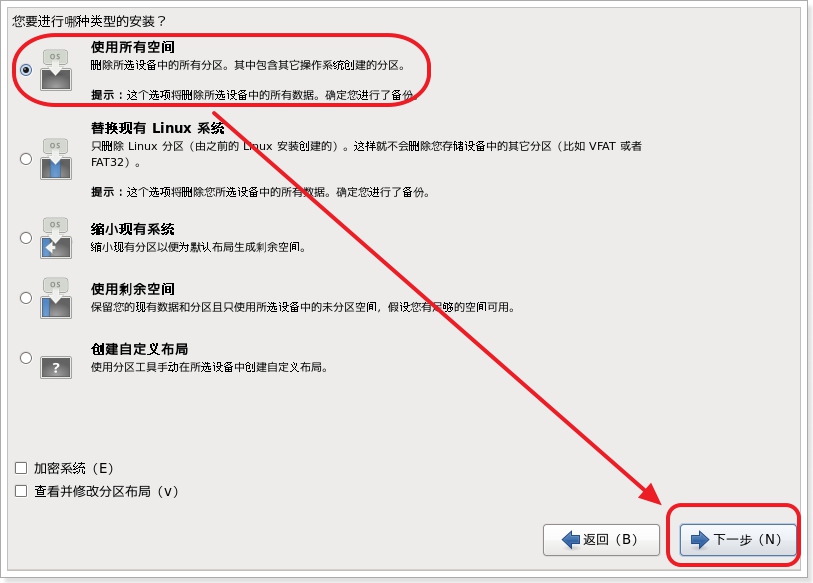 您要进行哪种类型的安装？
OS
使用所有空间
删除所选设备中的所有分区。其中包含其它操作系统创建的分区。
提示：这个选项将删除所选设备中的所有数据。确定您进行了备份。
OS
替换现有 Linux 系统
只删除 Linux 分区（由之前的 Linux 安装创建的）。这样就不会删除您存储设备中的其它分区（比如 VFAT 或者
FAT32）。
提示：这个选项将删除您所选设备中的所有数据。确定您进行了备份。
OS
缩小现有系统
缩小现有分区以便为默认布局生成剩余空间。
OS
使用剩余空间
保留您的现有数据和分区且只使用所选设备中的未分区空间，假设您有足够的空间可用。
?
创建自定义布局
使用分区工具手动在所选设备中创建自定义布局。
加密系统（E）
查看并修改分区布局（v）
返回（B）
下一步（N）